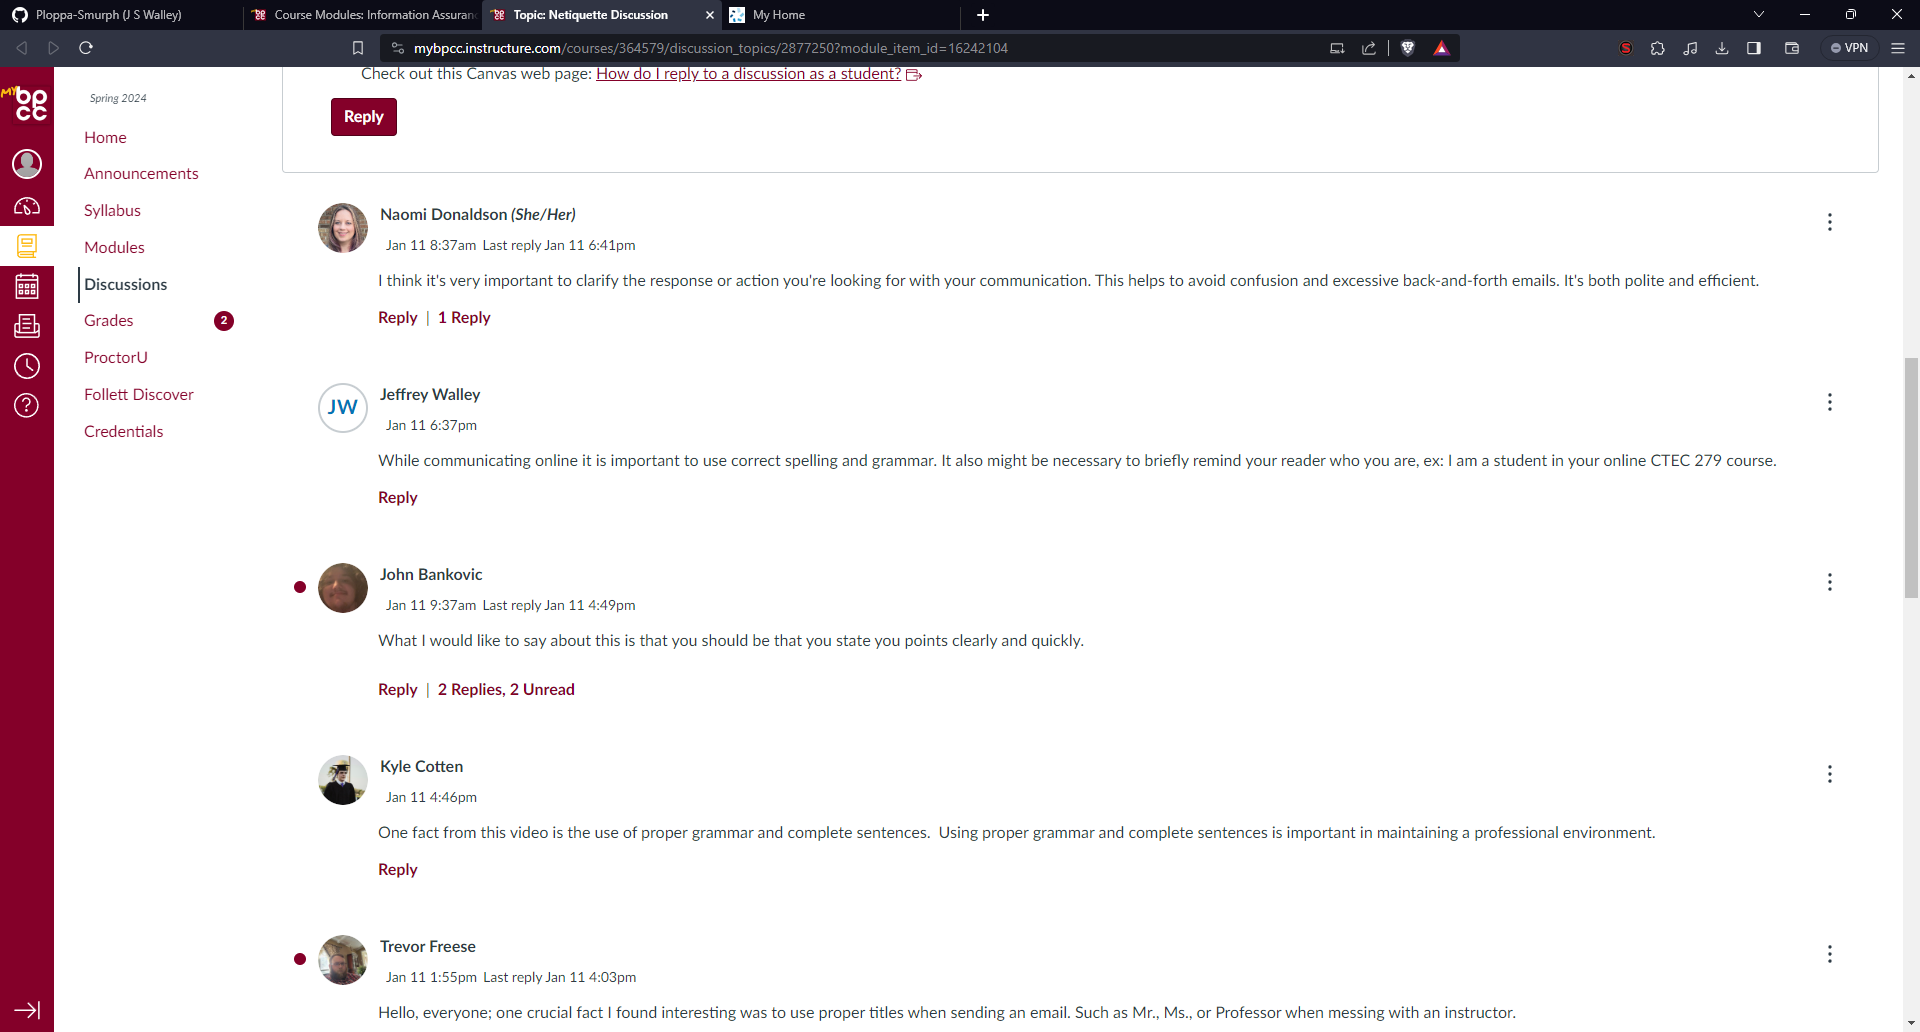 Ploppa-Smurph (J S Walley)
Course Modules: Information Assuran
Topic: Netiquette Discussion
My Home
mybpcc.instructure.com/courses/364579/discussion_topics/2877250?module_item_id=16242104
VPN
MY bp
cc
Spring 2024
Home
Announcements
Syllabus
Modules
Discussions
Grades 2
ProctorU
Follett Discover
Credentials
Check out this Canvas web page: How do I reply to a discussion as a student?
Reply
Naomi Donaldson (She/Her)
Jan 11 8:37am Last reply Jan 11 6:41pm
I think it's very important to clarify the response or action you're looking for with your communication. This helps to avoid confusion and excessive back-and-forth emails. It's both polite and efficient.
Reply | 1 Reply
JW
Jeffrey Walley
Jan 11 6:37pm
While communicating online it is important to use correct spelling and grammar. It also might be necessary to briefly remind your reader who you are, ex: I am a student in your online CTEC 279 course.
Reply
John Bankovic
Jan 11 9:37am Last reply Jan 11 4:49pm
What I would like to say about this is that you should be that you state you points clearly and quickly.
Reply | 2 Replies, 2 Unread
Kyle Cotten
Jan 11 4:46pm
One fact from this video is the use of proper grammar and complete sentences.  Using proper grammar and complete sentences is important in maintaining a professional environment.
Reply
Trevor Freese
Jan 11 1:55pm Last reply Jan 11 4:03pm
Hello, everyone; one crucial fact I found interesting was to use proper titles when sending an email. Such as Mr., Ms., or Professor when messing with an instructor.